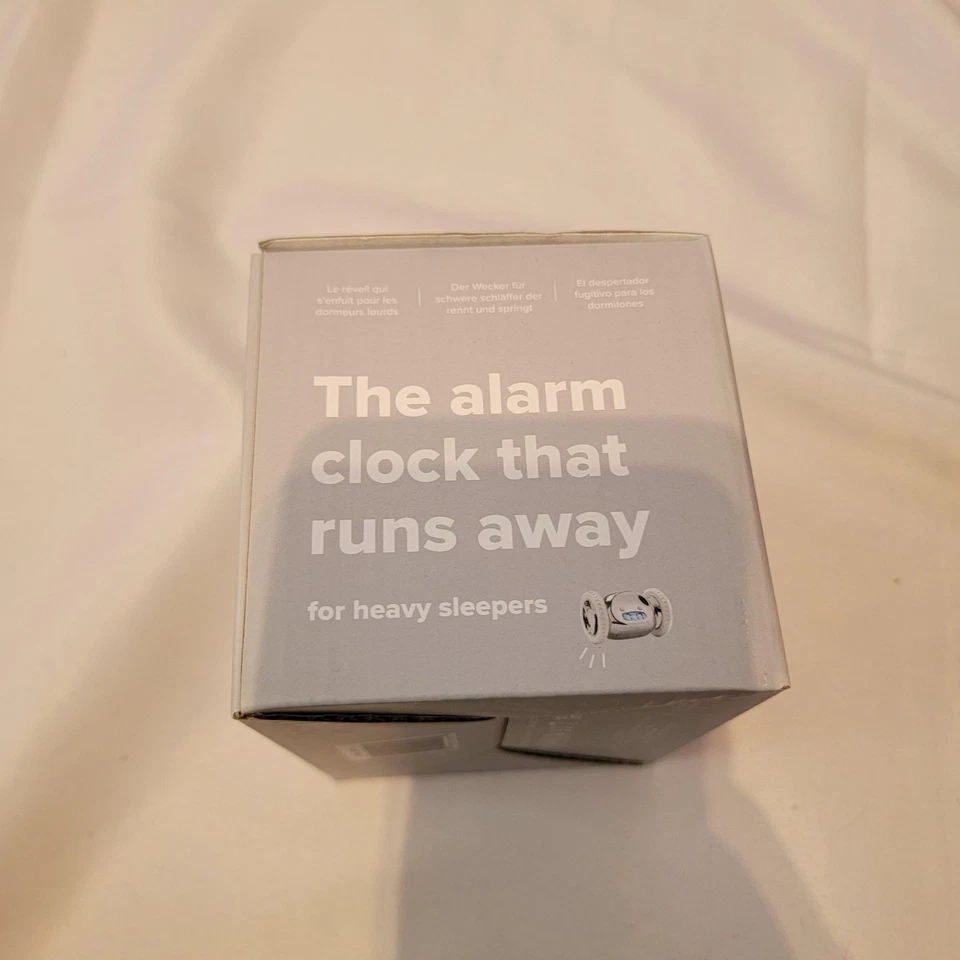 Le réveil qui
s'enfuit pour les
dormeurs lourds
Der Wecker für
schwere schläffer der
rennt und springt
El despertador
fugitivo para los
dormilones
The alarm
clock that
runs away
for heavy sleepers